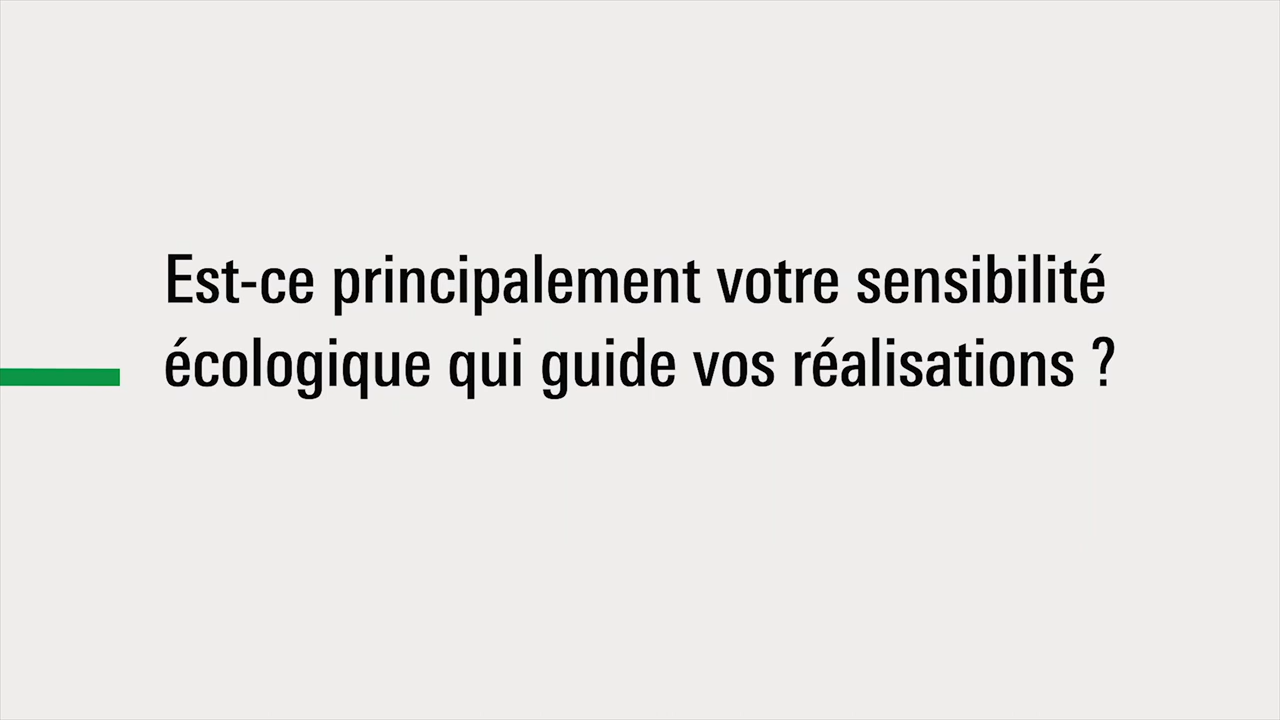 Est-ce principalement votre sensibilité
écologique qui guide vos réalisations ?